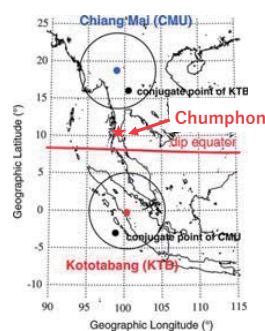 Chiang Mai (CMU)
conjugate point of KTB
Chumphon
dip equator
conjugate point of CMU
Kototabang (KTB)
Geographic Latitude (°)
25
20
15
10
5
0
-5
-10
90
95
100
105
110
115
Geographic Longitude (°)